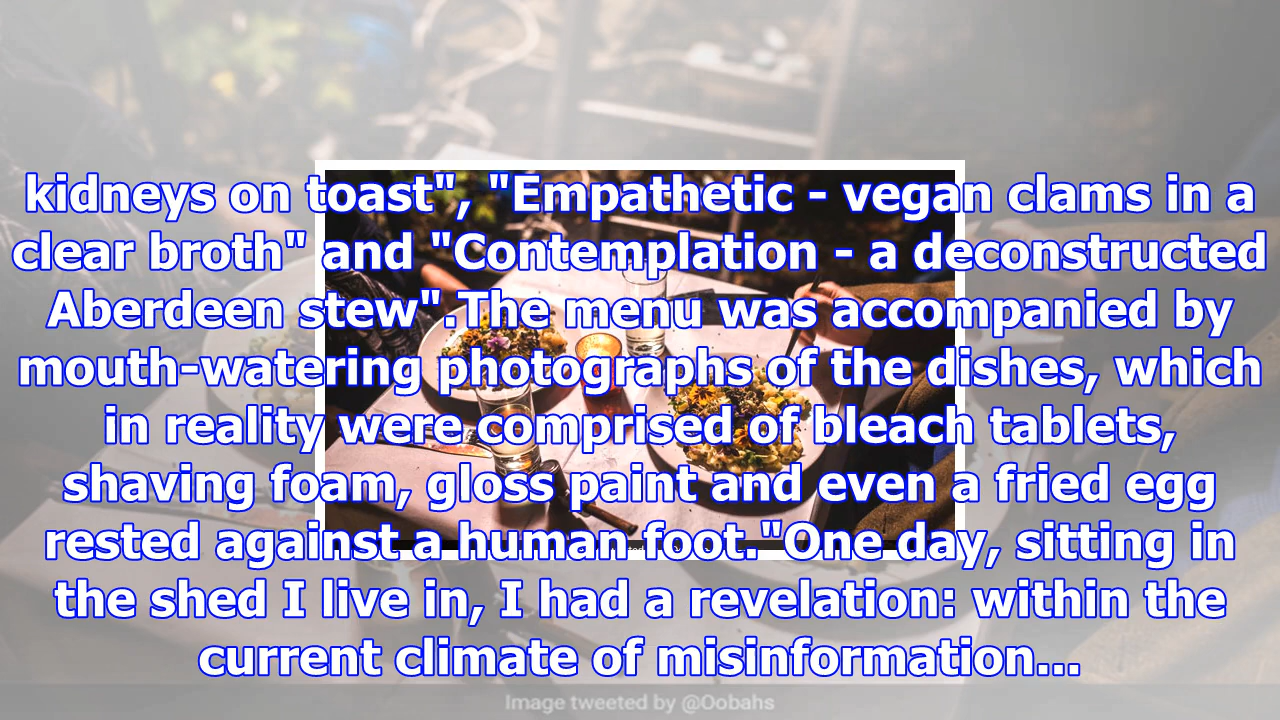 kidneys on toast", "Empathetic - vegan clams in a
clear broth" and "Contemplation - a deconstructed
Aberdeen stew".The menu was accompanied by
mouth-watering photographs of the dishes, which
in reality were comprised of bleach tablets,
shaving foam, gloss paint and even a fried egg
rested against a human foot."One day, sitting in
the shed I live in, I had a revelation: within the
current climate of misinformation...
Image tweeted by @Oobahs